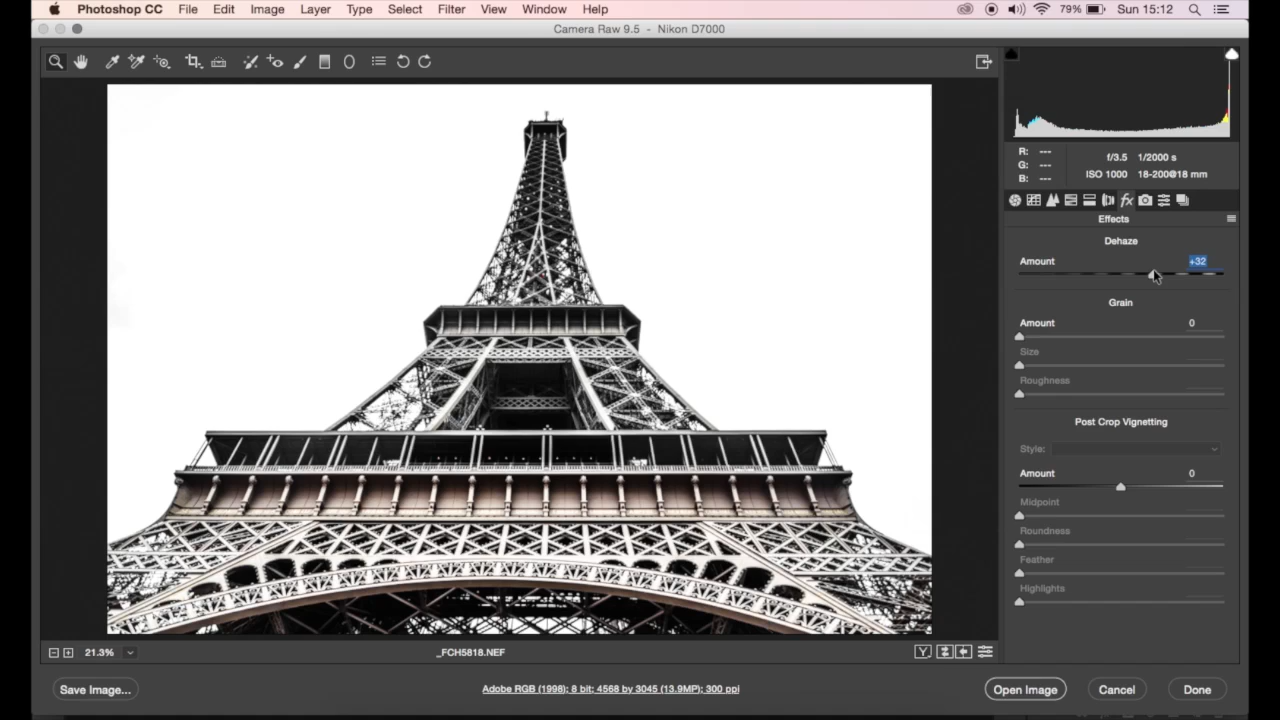 Photoshop CC File Edit Image Layer Type Select Filter View Window Help 79% Sun 15:12
Camera Raw 9.5 - Nikon D7000
R: ---
G: ---
B: ---
f/3.5 1/2000 s
ISO 1000 18-200@18 mm
fx
Effects
Dehaze
Amount +32
Grain
Amount 0
Size
Roughness
Post Crop Vignetting
Style:
Amount 0
Midpoint
Roundness
Feather
Highlights
21.3% _FCH5818.NEF Y
Save Image... Adobe RGB (1998); 8 bit; 4568 by 3045 (13.9MP); 300 ppi Open Image Cancel Done